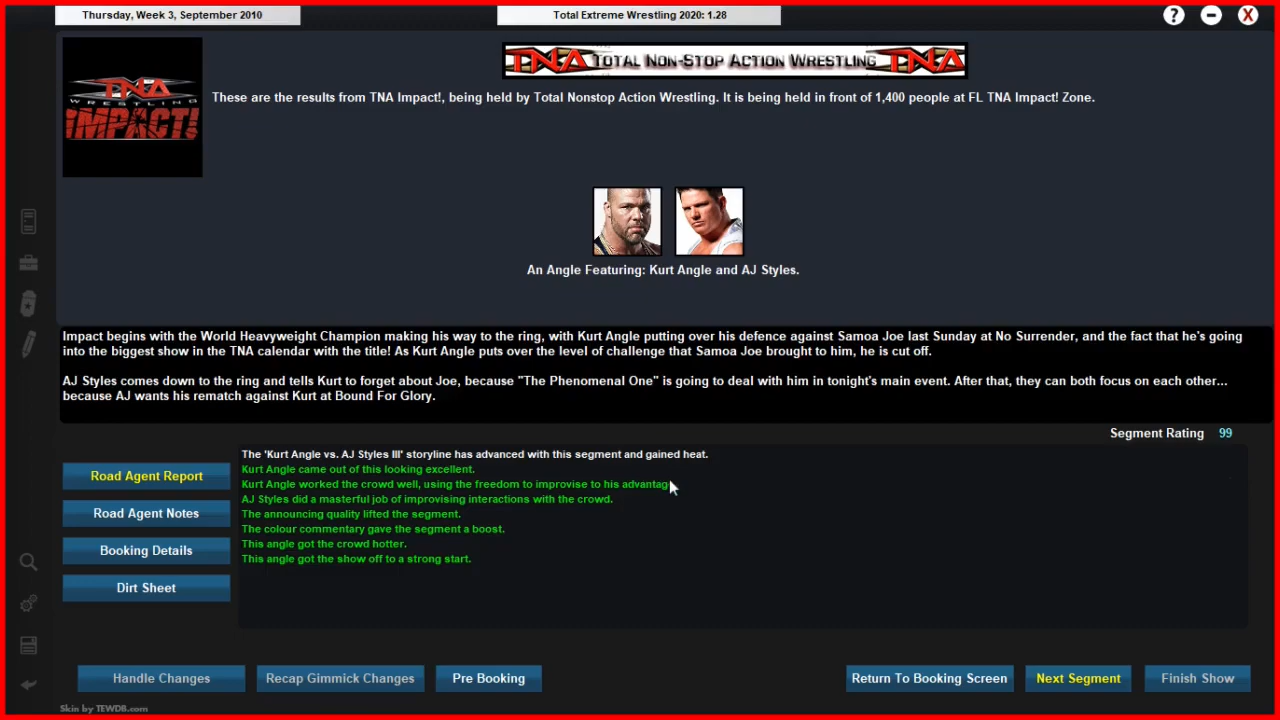 Thursday, Week 3, September 2010
Total Extreme Wrestling 2020: 1.28
?
X
TNA
WRESTLING
iMPACT!
TNA TOTAL NON-STOP ACTION WRESTLING TNA
These are the results from TNA Impact!, being held by Total Nonstop Action Wrestling. It is being held in front of 1,400 people at FL TNA Impact! Zone.
An Angle Featuring: Kurt Angle and AJ Styles.
Impact begins with the World Heavyweight Champion making his way to the ring, with Kurt Angle putting over his defence against Samoa Joe last Sunday at No Surrender, and the fact that he's going
into the biggest show in the TNA calendar with the title! As Kurt Angle puts over the level of challenge that Samoa Joe brought to him, he is cut off.
AJ Styles comes down to the ring and tells Kurt to forget about Joe, because "The Phenomenal One" is going to deal with him in tonight's main event. After that, they can both focus on each other...
because AJ wants his rematch against Kurt at Bound For Glory.
Segment Rating 99
Road Agent Report
Road Agent Notes
Booking Details
Dirt Sheet
The 'Kurt Angle vs. AJ Styles III' storyline has advanced with this segment and gained heat.
Kurt Angle came out of this looking excellent.
Kurt Angle worked the crowd well, using the freedom to improvise to his advantag
AJ Styles did a masterful job of improvising interactions with the crowd.
The announcing quality lifted the segment.
The colour commentary gave the segment a boost.
This angle got the crowd hotter.
This angle got the show off to a strong start.
Handle Changes
Recap Gimmick Changes
Pre Booking
Return To Booking Screen
Next Segment
Finish Show
Skin by TEWDB.com